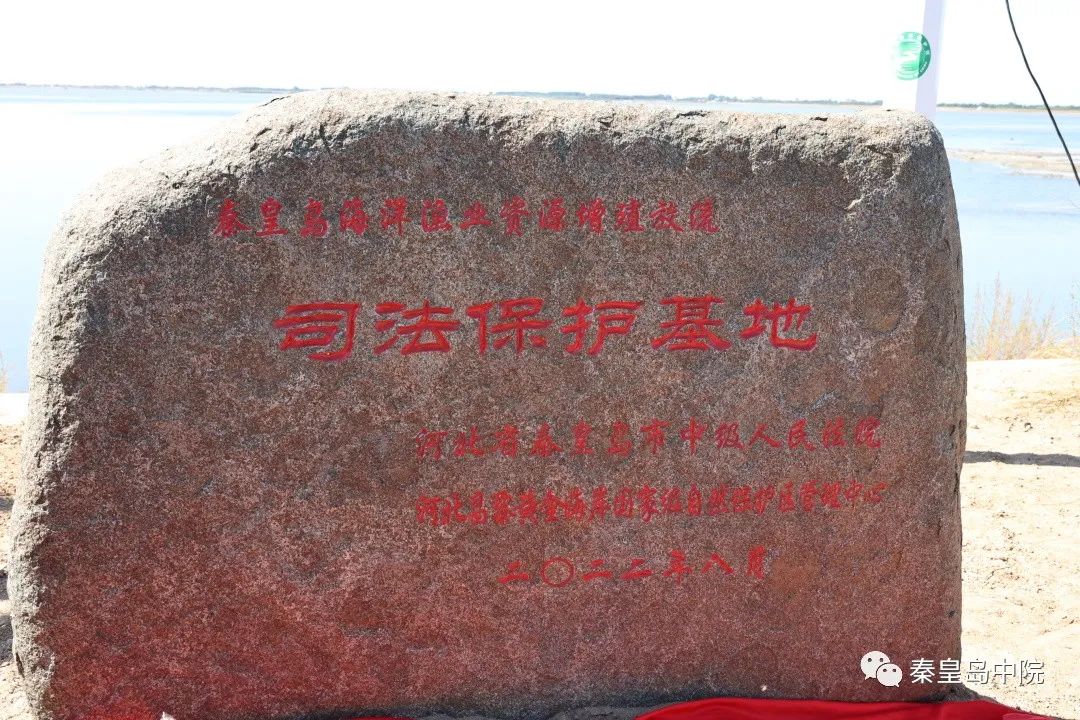 秦皇岛海洋渔业资源增殖放流
司法保护基地
河北省秦皇岛市中级人民法院
河北昌黎黄金海岸国家级自然保护区管理中心
二〇二二年八月
秦皇岛中院